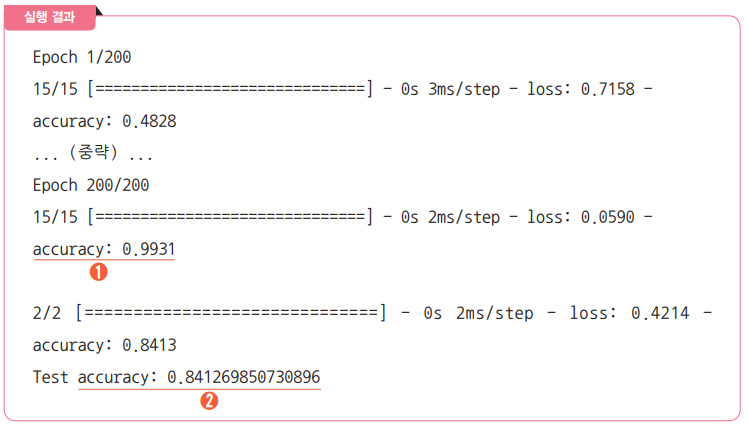 실행 결과
Epoch 1/200
15/15 [==============================] - 0s 3ms/step - loss: 0.7158 -
accuracy: 0.4828
... (중략) ...
Epoch 200/200
15/15 [==============================] - 0s 2ms/step - loss: 0.0590 -
accuracy: 0.9931
1
2/2 [==============================] - 0s 2ms/step - loss: 0.4214 -
accuracy: 0.8413
Test accuracy: 0.841269850730896
2